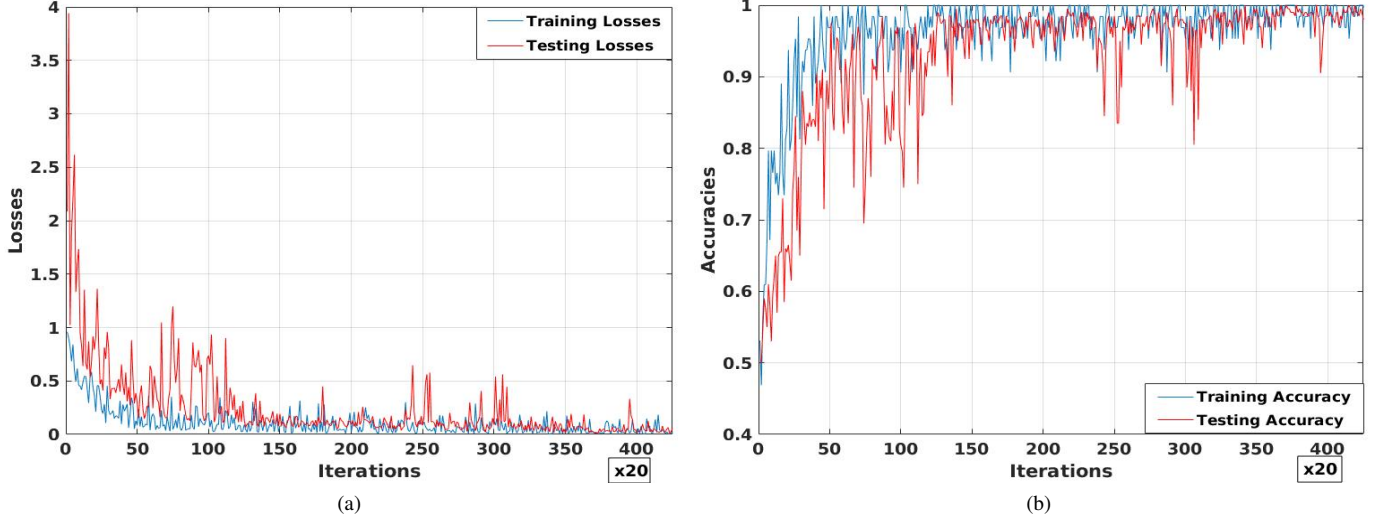 4
3.5
3
2.5
2
1.5
1
0.5
0
Losses
Training Losses
Testing Losses
0 50 100 150 200 250 300 350 400
Iterations
x20
(a)
1
0.9
0.8
0.7
0.6
0.5
0.4
Accuracies
Training Accuracy
Testing Accuracy
0 50 100 150 200 250 300 350 400
Iterations
x20
(b)